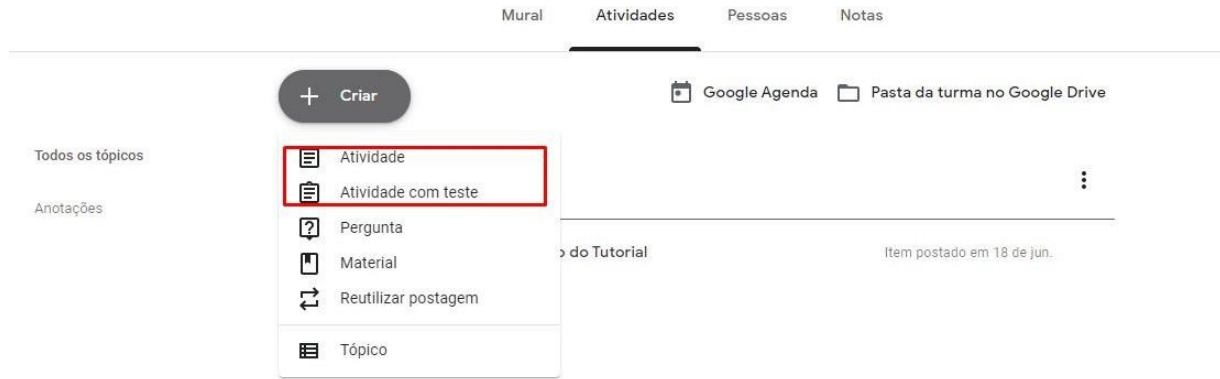 Mural Atividades Pessoas Notas
Criar
Google Agenda Pasta da turma no Google Drive
Todos os tópicos
Anotações
Atividade
Atividade com teste
Pergunta
Material
Reutilizar postagem
Tópico
do Tutorial
Item postado em 18 de jun.